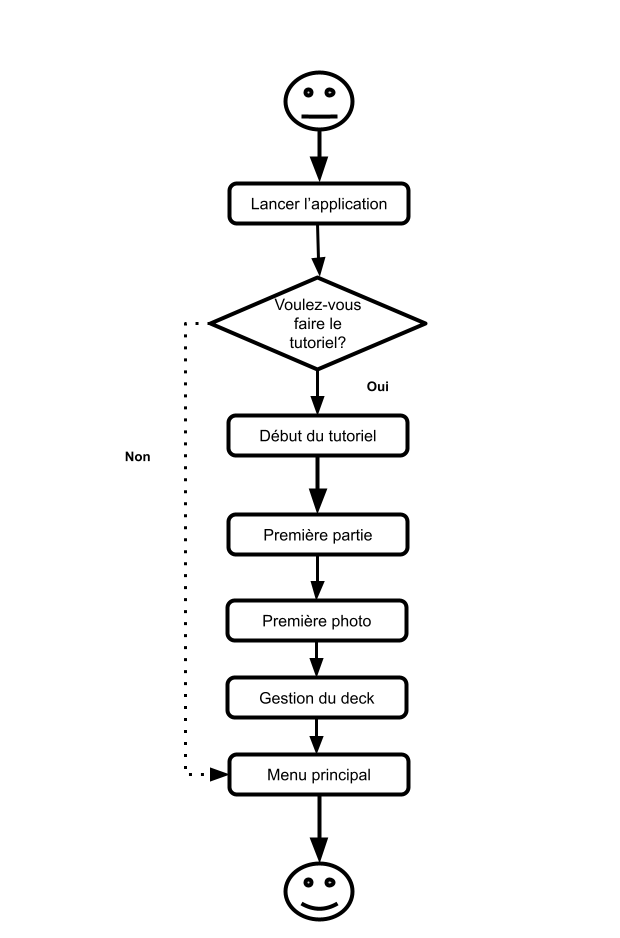 Lancer l'application
Voulez-vous
faire le
tutoriel?
Oui
Début du tutoriel
Non
Première partie
Première photo
Gestion du deck
Menu principal